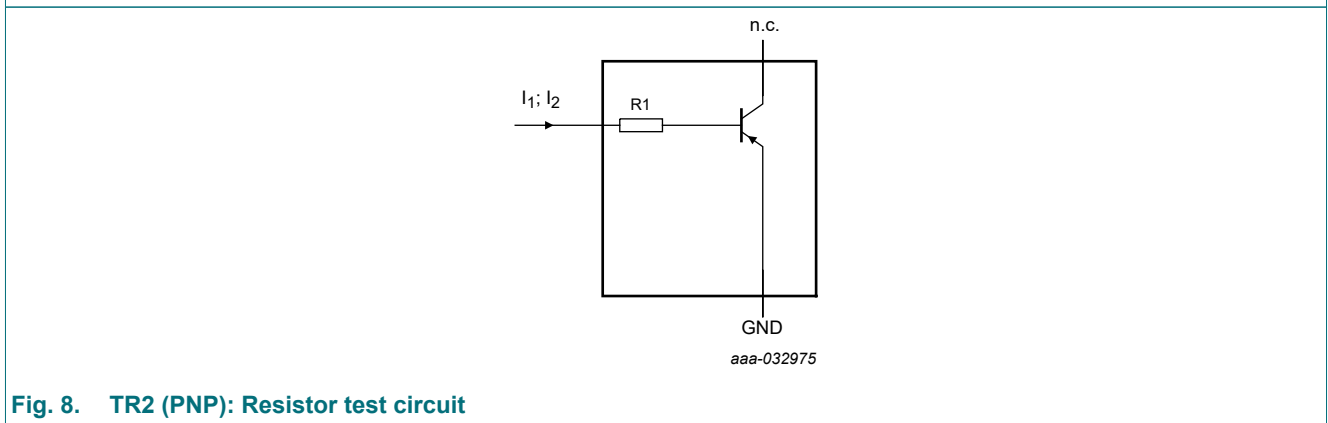 n.c.
I1; I2
R1
GND
aaa-032975
Fig. 8. TR2 (PNP): Resistor test circuit